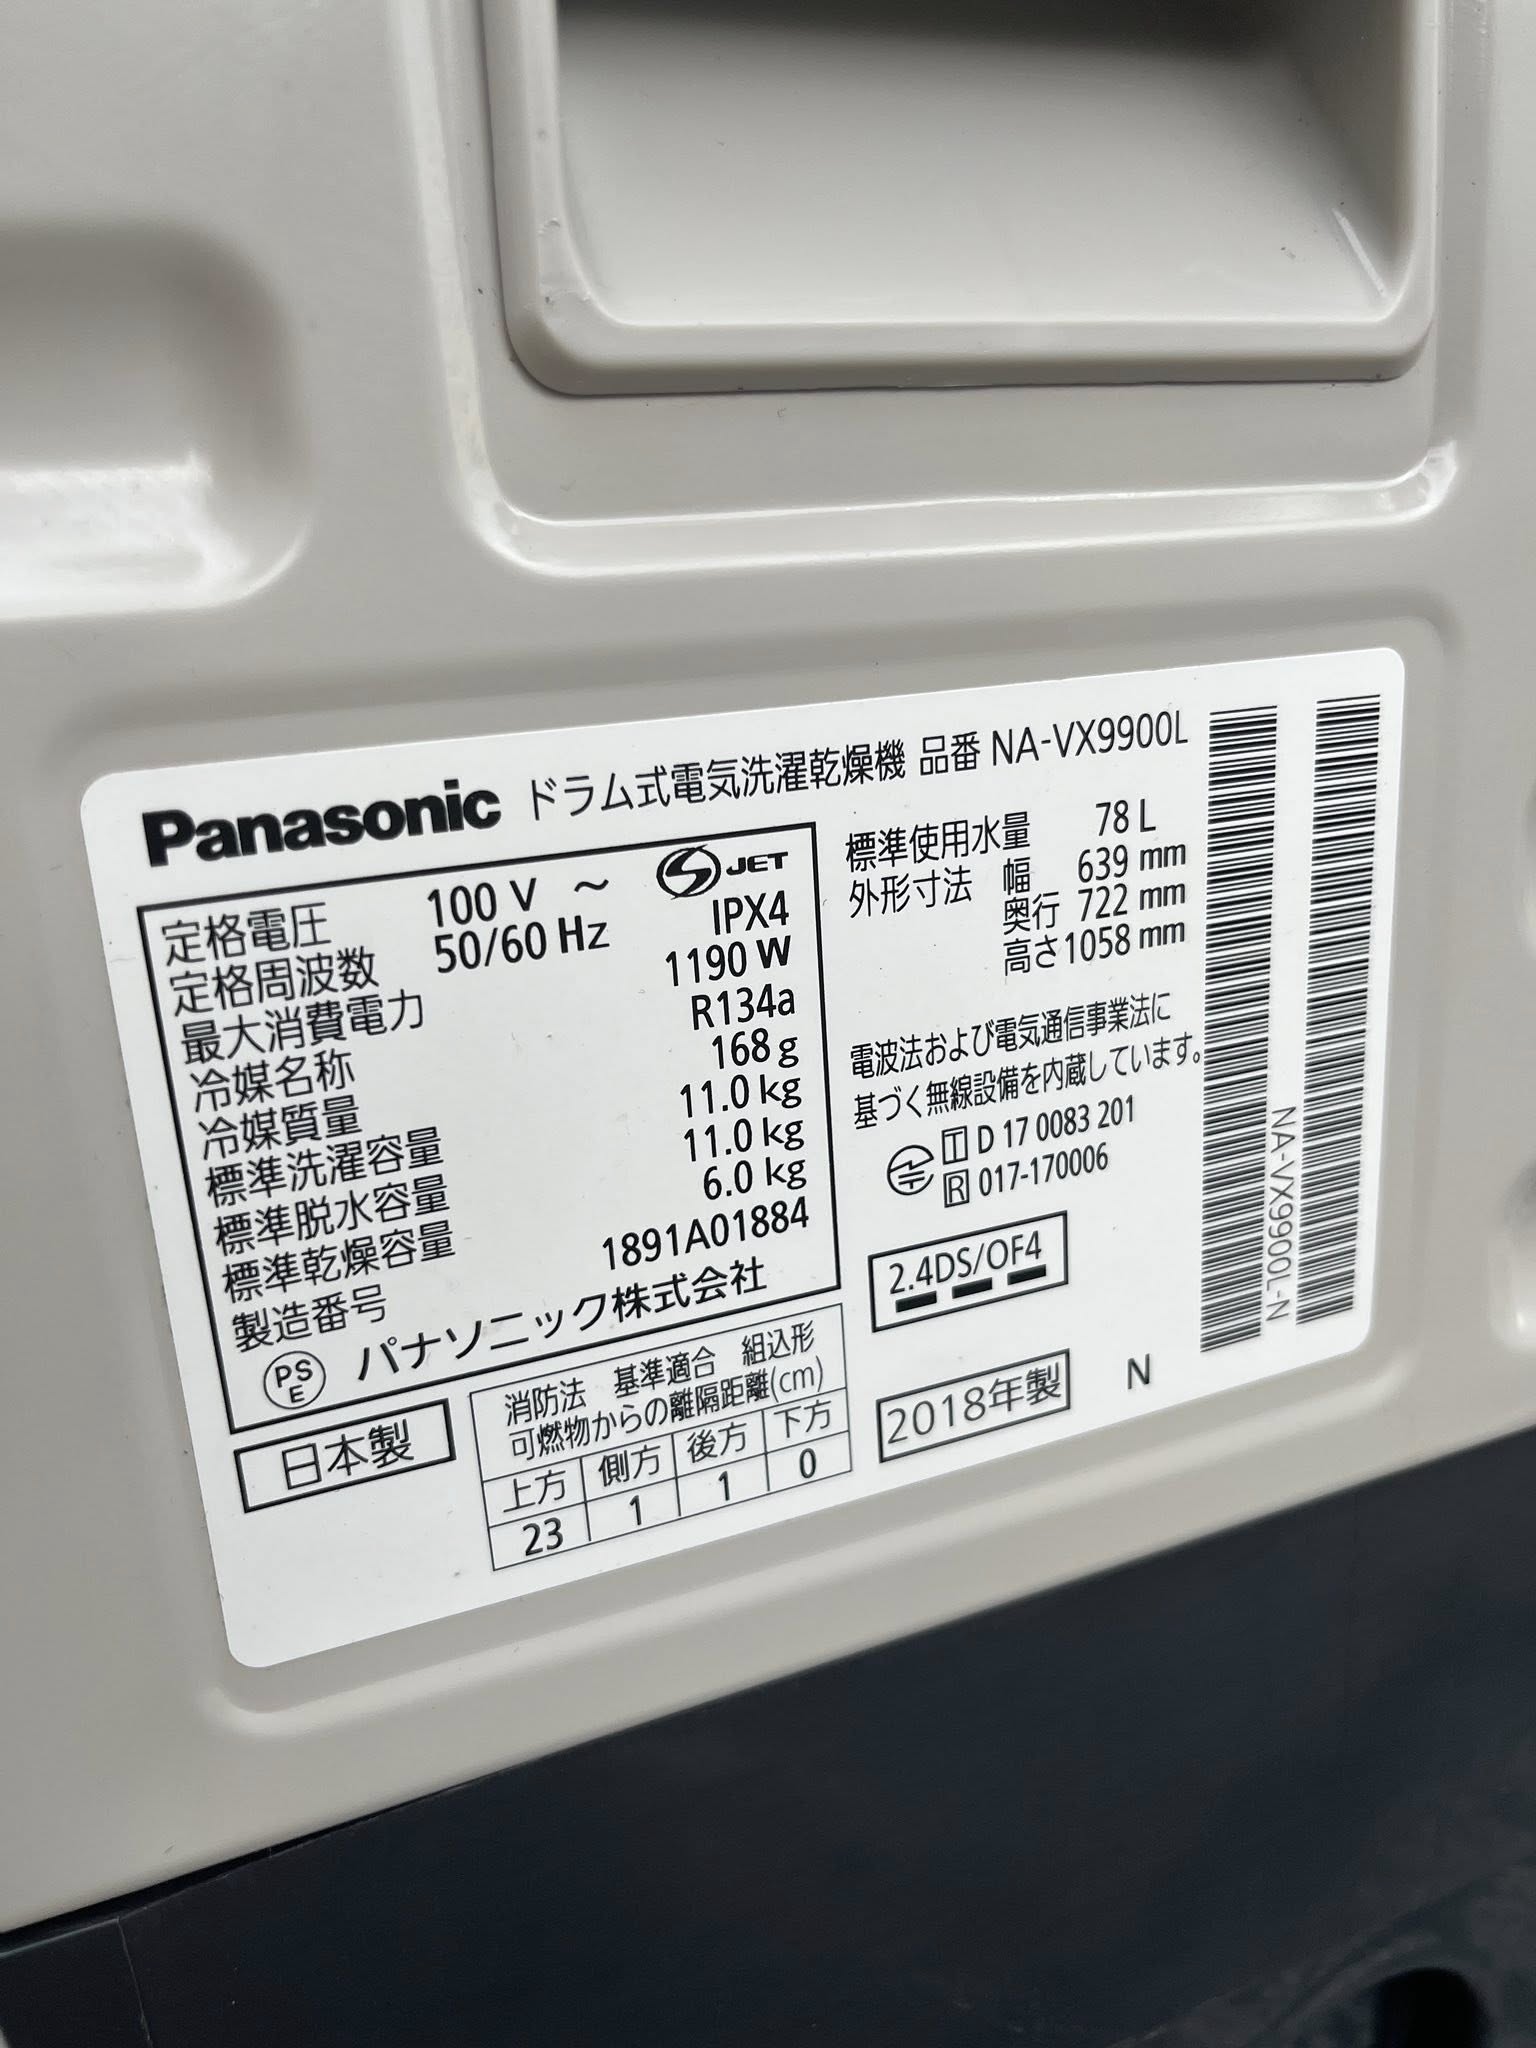 Panasonic ドラム式電気洗濯乾燥機 品番 NA-VX9900L
JET
定格電圧 100 V ～
定格周波数 50/60 Hz IPX4
最大消費電力 1190 W
冷媒名称 R134a
冷媒質量 168 g
標準洗濯容量 11.0 kg
標準脱水容量 11.0 kg
標準乾燥容量 6.0 kg
製造番号 1891A01884
PS
E
パナソニック株式会社
日本製
消防法 基準適合 組込形
可燃物からの離隔距離(cm)
上方 側方 後方 下方
23 1 1 0
標準使用水量 78 L
外形寸法 幅 639 mm
奥行 722 mm
高さ 1058 mm
電波法および電気通信事業法に
基づく無線設備を内蔵しています。
T D 17 0083 201
R 017-170006
2.4DS/OF4
2018年製 N
NA-VX9900L-N